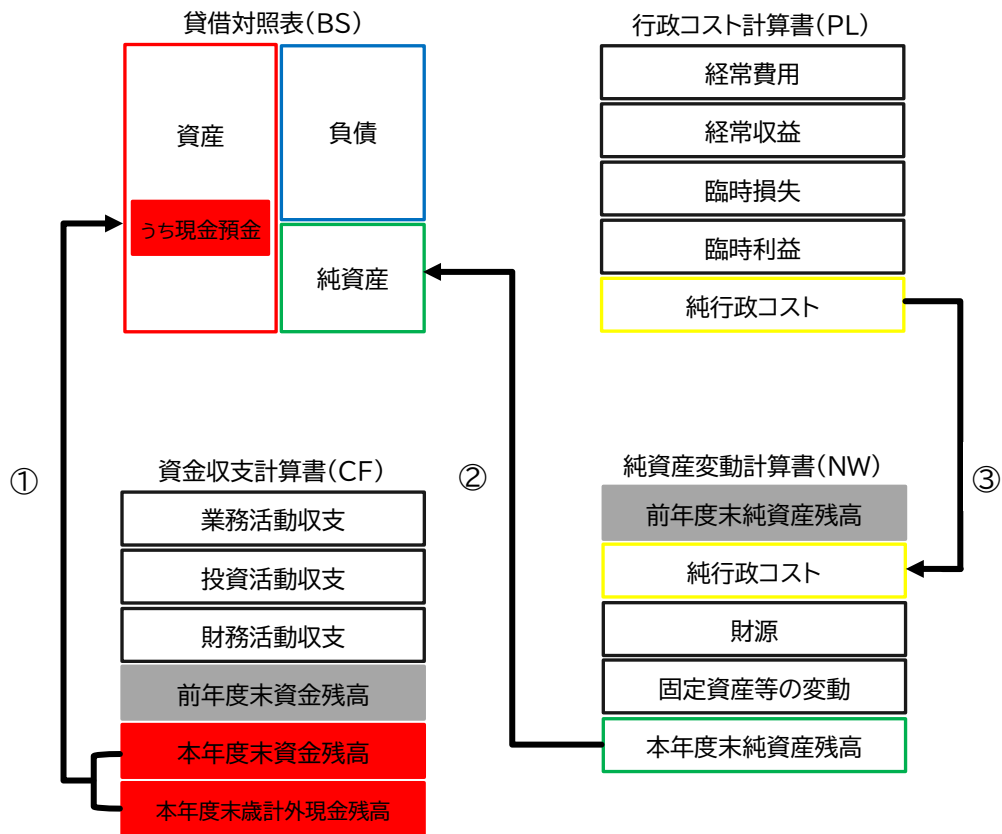 貸借対照表(BS)
資産
うち現金預金
負債
純資産
行政コスト計算書(PL)
経常費用
経常収益
臨時損失
臨時利益
純行政コスト
①
②
③
資金収支計算書(CF)
業務活動収支
投資活動収支
財務活動収支
前年度末資金残高
本年度末資金残高
本年度末歳計外現金残高
純資産変動計算書(NW)
前年度末純資産残高
純行政コスト
財源
固定資産等の変動
本年度末純資産残高